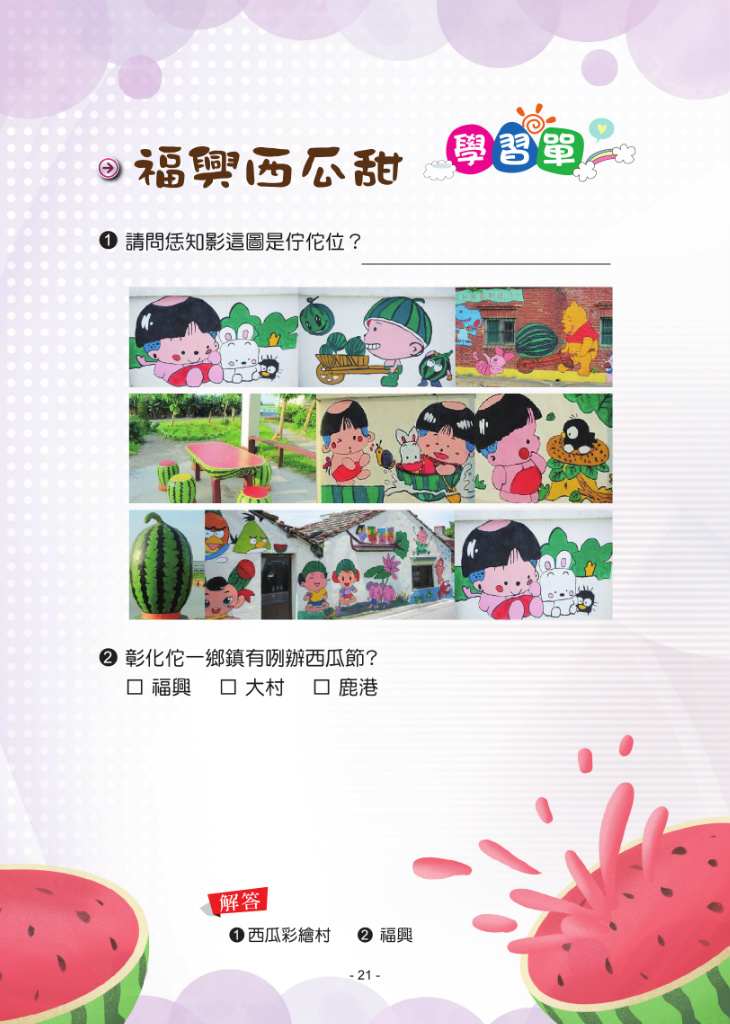 福興西瓜甜 學習單
❶ 請問恁知影這圖是佇佗位？
❷ 彰化佗一鄉鎮有咧辦西瓜節?
□ 福興 □ 大村 □ 鹿港
解答
❶西瓜彩繪村 ❷ 福興
- 21 -